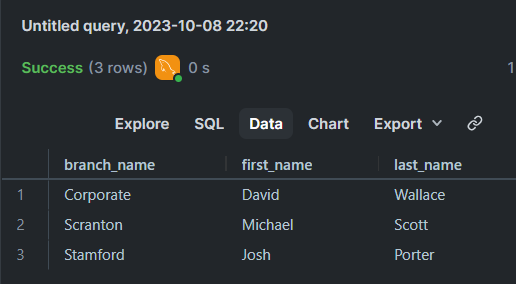 Untitled query, 2023-10-08 22:20
Success (3 rows) 0 s 1
Explore SQL Data Chart Export
branch_name first_name last_name
1 Corporate David Wallace
2 Scranton Michael Scott
3 Stamford Josh Porter